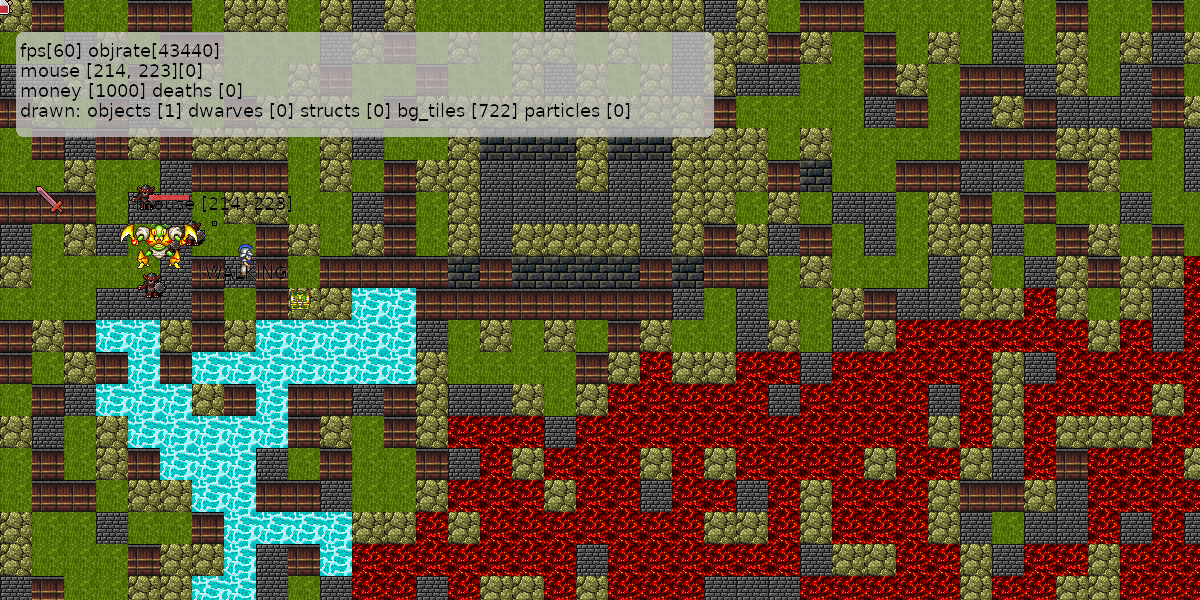 fps[60] objrate[43440]
mouse [214, 223][0]
money [1000] deaths [0]
drawn: objects [1] dwarves [0] structs [0] bg_tiles [722] particles [0]
mouse [214, 223]
WALKING